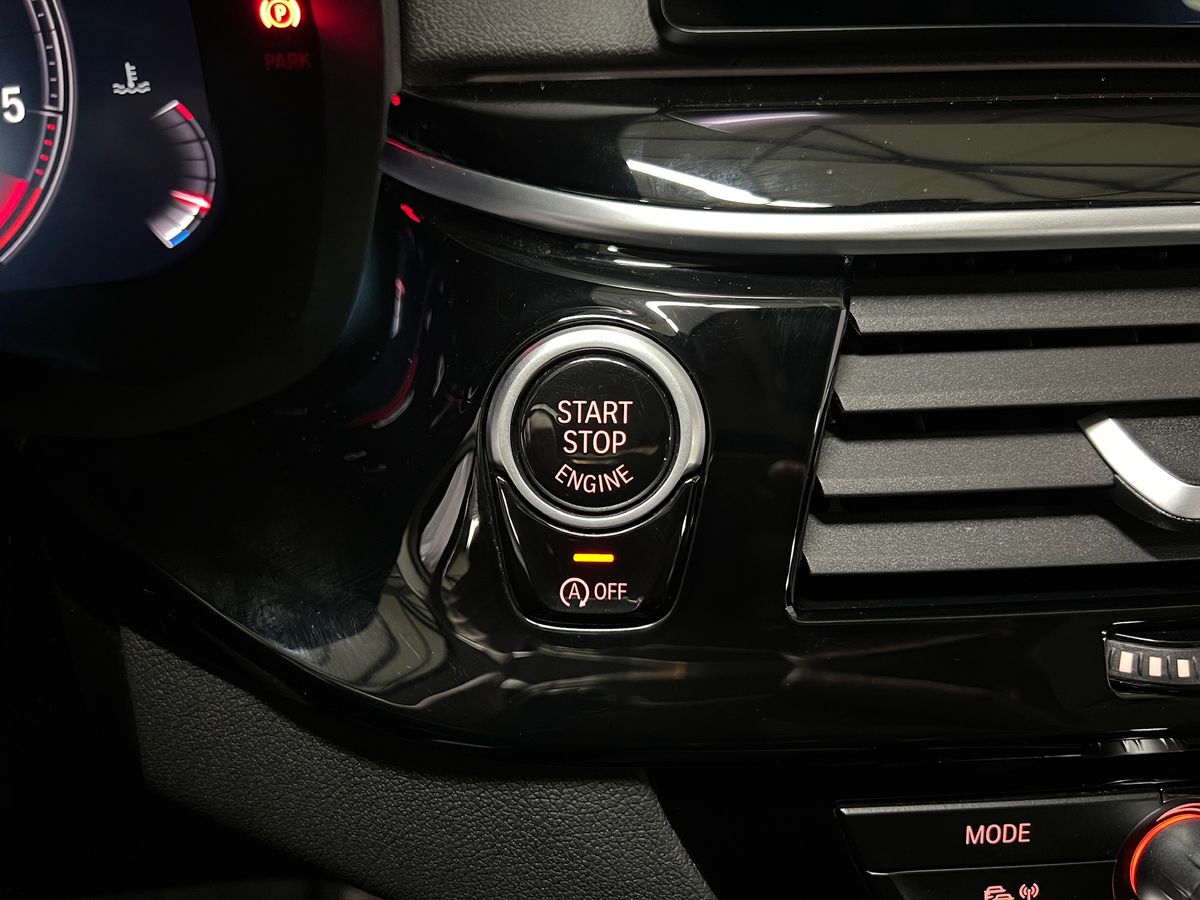 P
PARK
5
START
STOP
ENGINE
A OFF
MODE